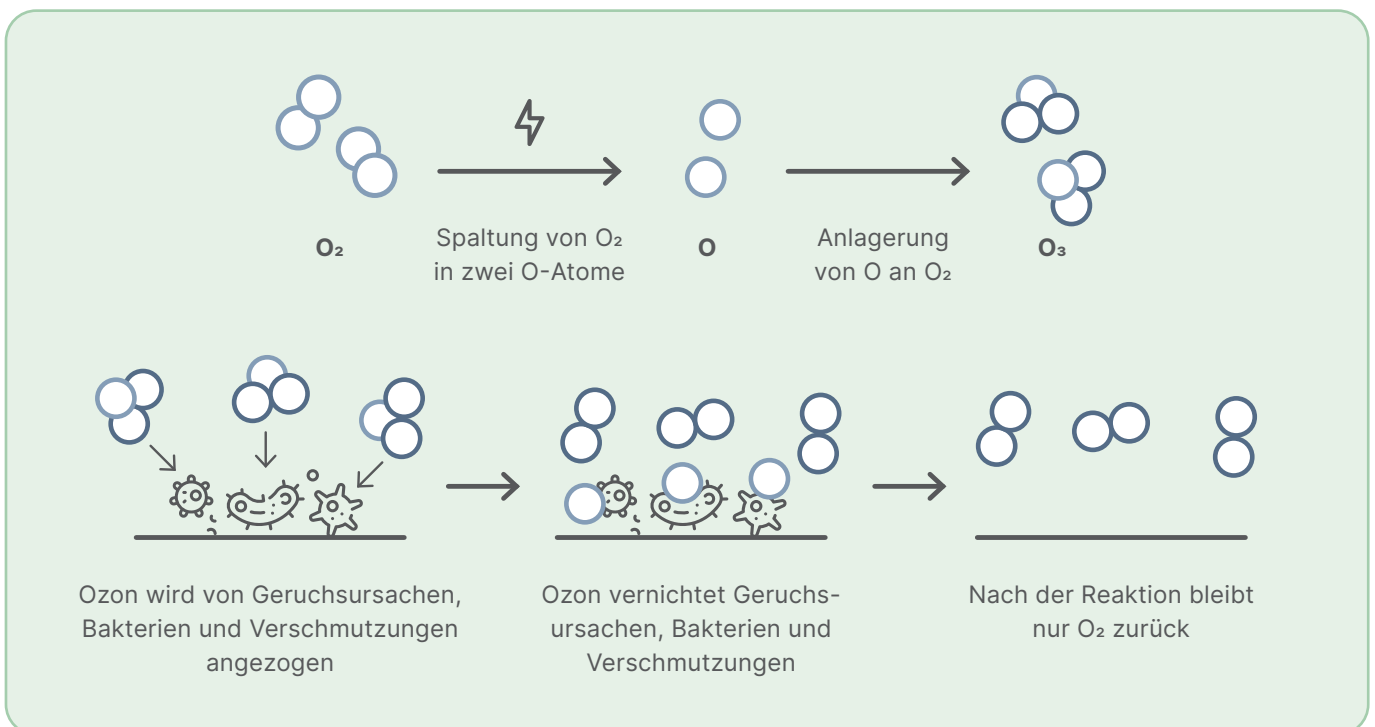 O₂
Spaltung von O₂
in zwei O-Atome
O
Anlagerung
von O an O₂
O₃
Ozon wird von Geruchsursachen,
Bakterien und Verschmutzungen
angezogen
Ozon vernichtet Geruchs-
ursachen, Bakterien und
Verschmutzungen
Nach der Reaktion bleibt
nur O₂ zurück